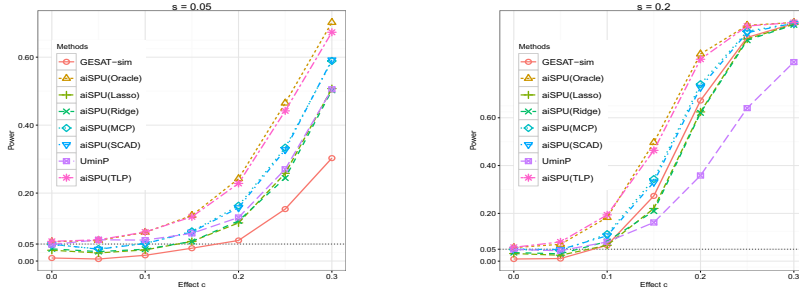 s = 0.05
Power
0.60
0.40
0.20
0.05
0.00
Methods
GESAT−sim
aiSPU(Oracle)
aiSPU(Lasso)
aiSPU(Ridge)
aiSPU(MCP)
aiSPU(SCAD)
UminP
aiSPU(TLP)
0.0
0.1
0.2
0.3
Effect c
s = 0.2
Power
0.60
0.40
0.20
0.05
0.00
Methods
GESAT−sim
aiSPU(Oracle)
aiSPU(Lasso)
aiSPU(Ridge)
aiSPU(MCP)
aiSPU(SCAD)
UminP
aiSPU(TLP)
0.0
0.1
0.2
0.3
Effect c